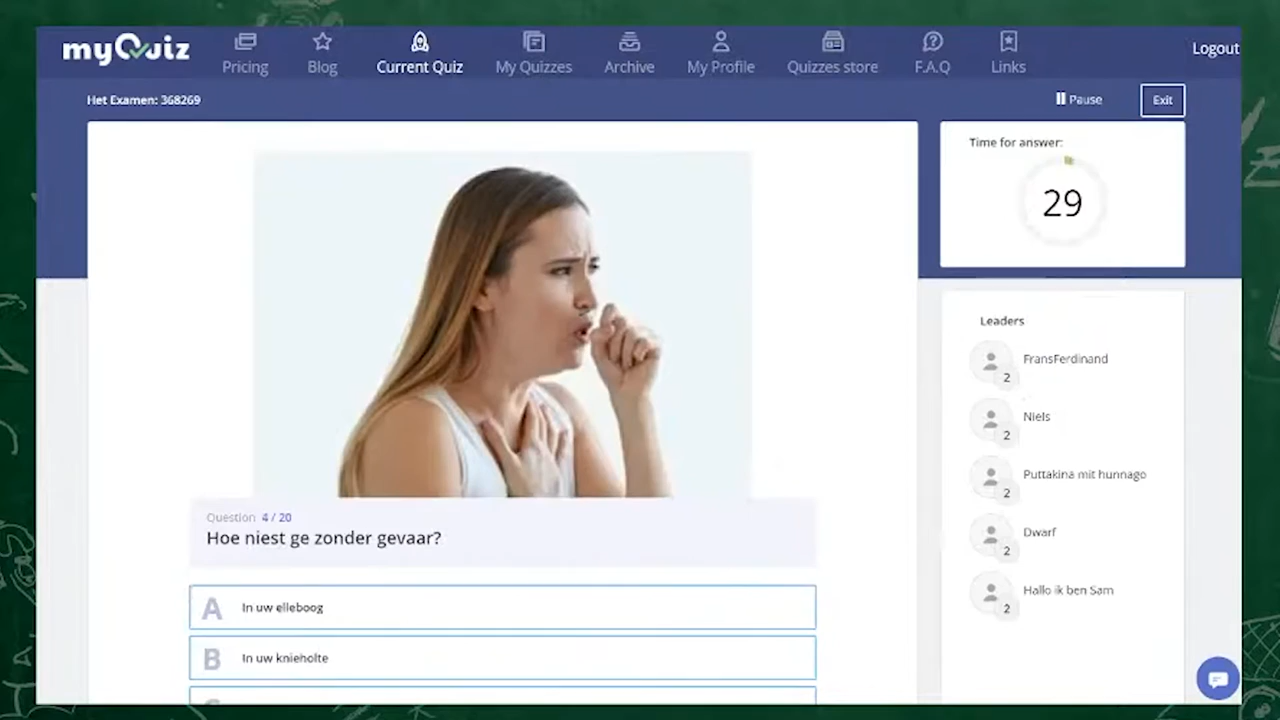 myQuiz
Pricing
Blog
Current Quiz
My Quizzes
Archive
My Profile
Quizzes store
F.A.Q
Links
Logout
Het Examen: 368269
Pause
Exit
Time for answer:
29
Leaders
FransFerdinand
2
Niels
2
Puttakina mit hunnago
2
Dwarf
2
Hallo ik ben Sam
2
Question 4 / 20
Hoe niest ge zonder gevaar?
A In uw elleboog
B In uw knieholte